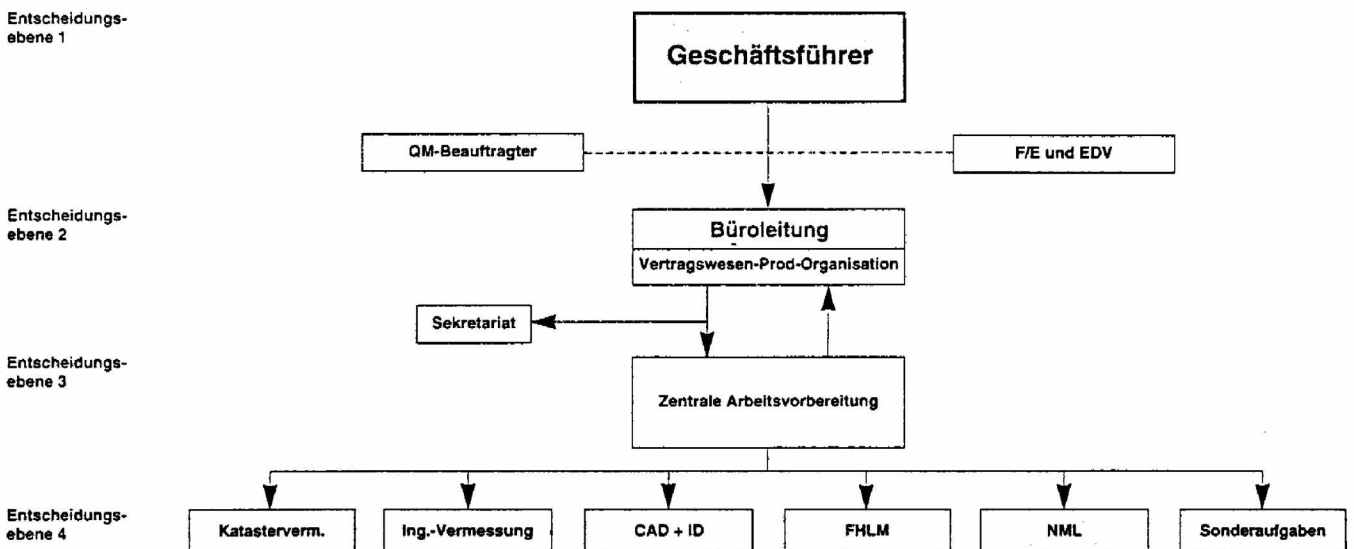 Entscheidungs-
ebene 1
Geschäftsführer
QM-Beauftragter
F/E und EDV
Entscheidungs-
ebene 2
Büroleitung
Vertragswesen-Prod-Organisation
Sekretariat
Entscheidungs-
ebene 3
Zentrale Arbeitsvorbereitung
Entscheidungs-
ebene 4
Katasterverm.
Ing.-Vermessung
CAD + ID
FHLM
NML
Sonderaufgaben